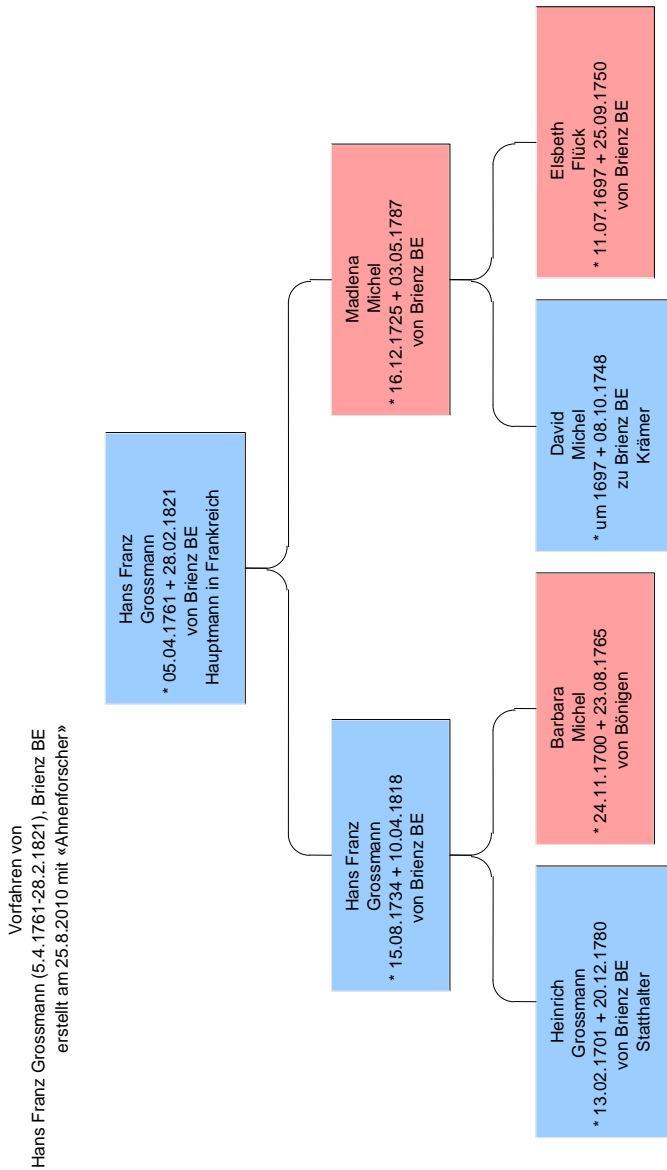 Vorfahren von
Hans Franz Grossmann (5.4.1761-28.2.1821), Brienz BE
erstellt am 25.8.2010 mit «Ahnenforscher»
Hans Franz
Grossmann
* 05.04.1761 + 28.02.1821
von Brienz BE
Hauptmann in Frankreich
Hans Franz
Grossmann
* 15.08.1734 + 10.04.1818
von Brienz BE
Madlena
Michel
* 16.12.1725 + 03.05.1787
von Brienz BE
Heinrich
Grossmann
* 13.02.1701 + 20.12.1780
von Brienz BE
Statthalter
Barbara
Michel
* 24.11.1700 + 23.08.1765
von Bönigen
David
Michel
* um 1697 + 08.10.1748
zu Brienz BE
Krämer
Elsbeth
Flück
* 11.07.1697 + 25.09.1750
von Brienz BE